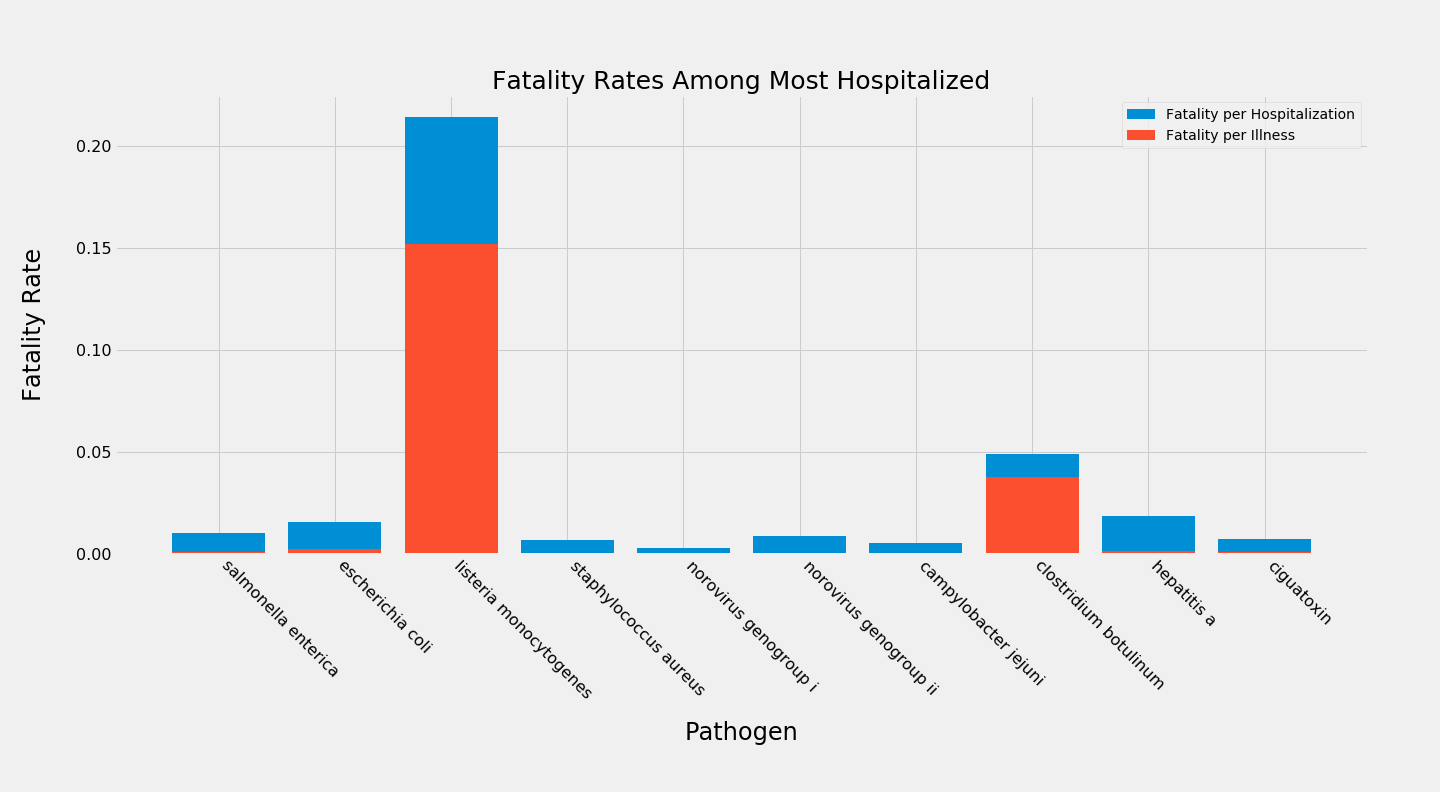 Fatality Rates Among Most Hospitalized
Fatality per Hospitalization
Fatality per Illness
Fatality Rate
0.20
0.15
0.10
0.05
0.00
salmonella enterica
escherichia coli
listeria monocytogenes
staphylococcus aureus
norovirus genogroup i
norovirus genogroup ii
campylobacter jejuni
clostridium botulinum
hepatitis a
ciguatoxin
Pathogen